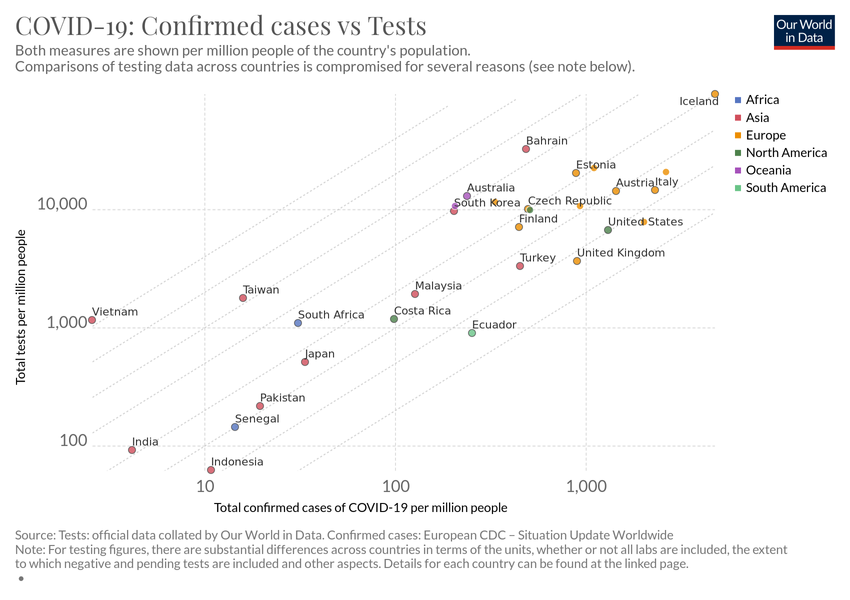 COVID-19: Confirmed cases vs Tests
Both measures are shown per million people of the country's population.
Comparisons of testing data across countries is compromised for several reasons (see note below).
Our World
in Data
Iceland
Africa
Asia
Europe
North America
Oceania
South America
Bahrain
Estonia
Austria
Italy
Australia
South Korea
Czech Republic
10,000
Finland
United States
United Kingdom
Turkey
Taiwan
Malaysia
Vietnam
South Africa
Costa Rica
Ecuador
1,000
Japan
Pakistan
Senegal
India
100
Indonesia
Total tests per million people
10
100
1,000
Total confirmed cases of COVID-19 per million people
Source: Tests: official data collated by Our World in Data. Confirmed cases: European CDC – Situation Update Worldwide
Note: For testing figures, there are substantial differences across countries in terms of the units, whether or not all labs are included, the extent
to which negative and pending tests are included and other aspects. Details for each country can be found at the linked page.